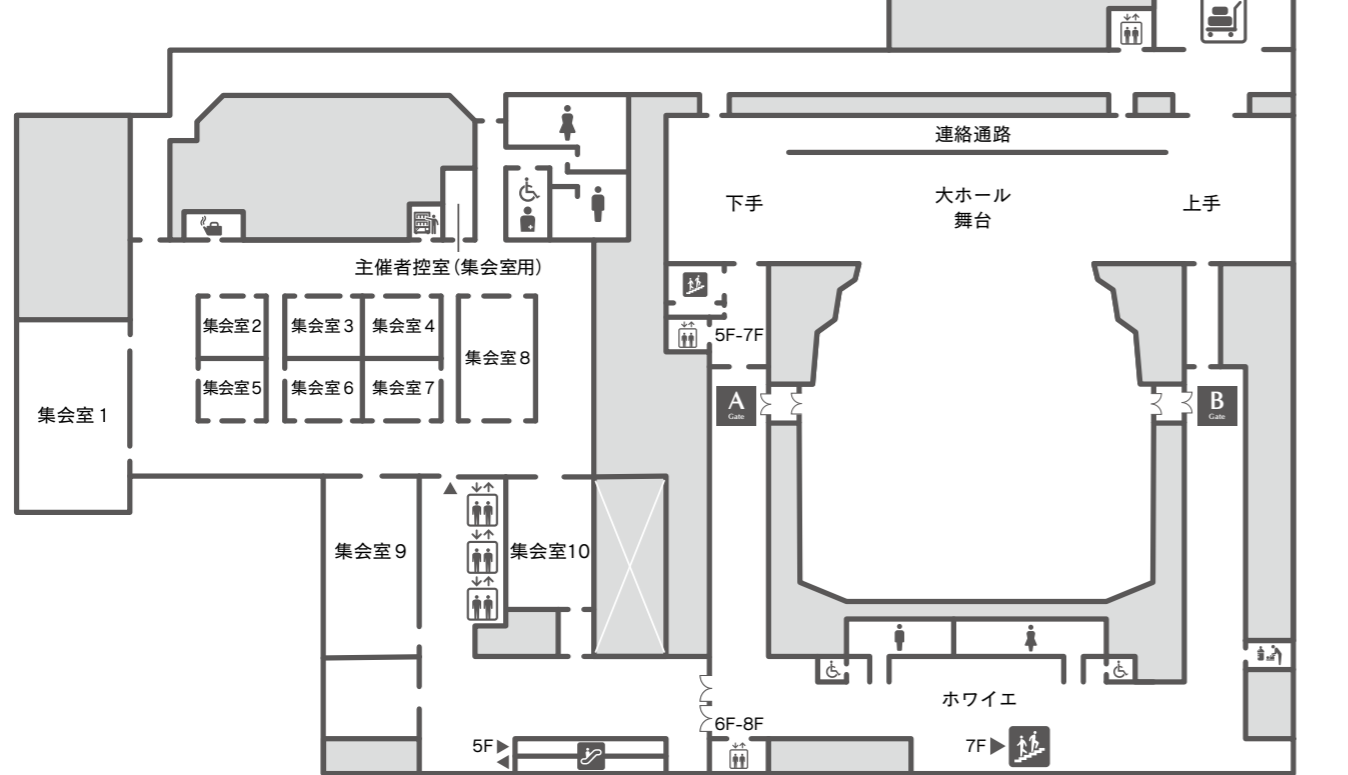 連絡通路
下手
大ホール
舞台
上手
主催者控室(集会室用)
集会室2
集会室3
集会室4
集会室8
5F-7F
集会室5
集会室6
集会室7
集会室1
A
Gate
B
Gate
集会室9
集会室10
ホワイエ
6F-8F
5F▶
◀
7F▶